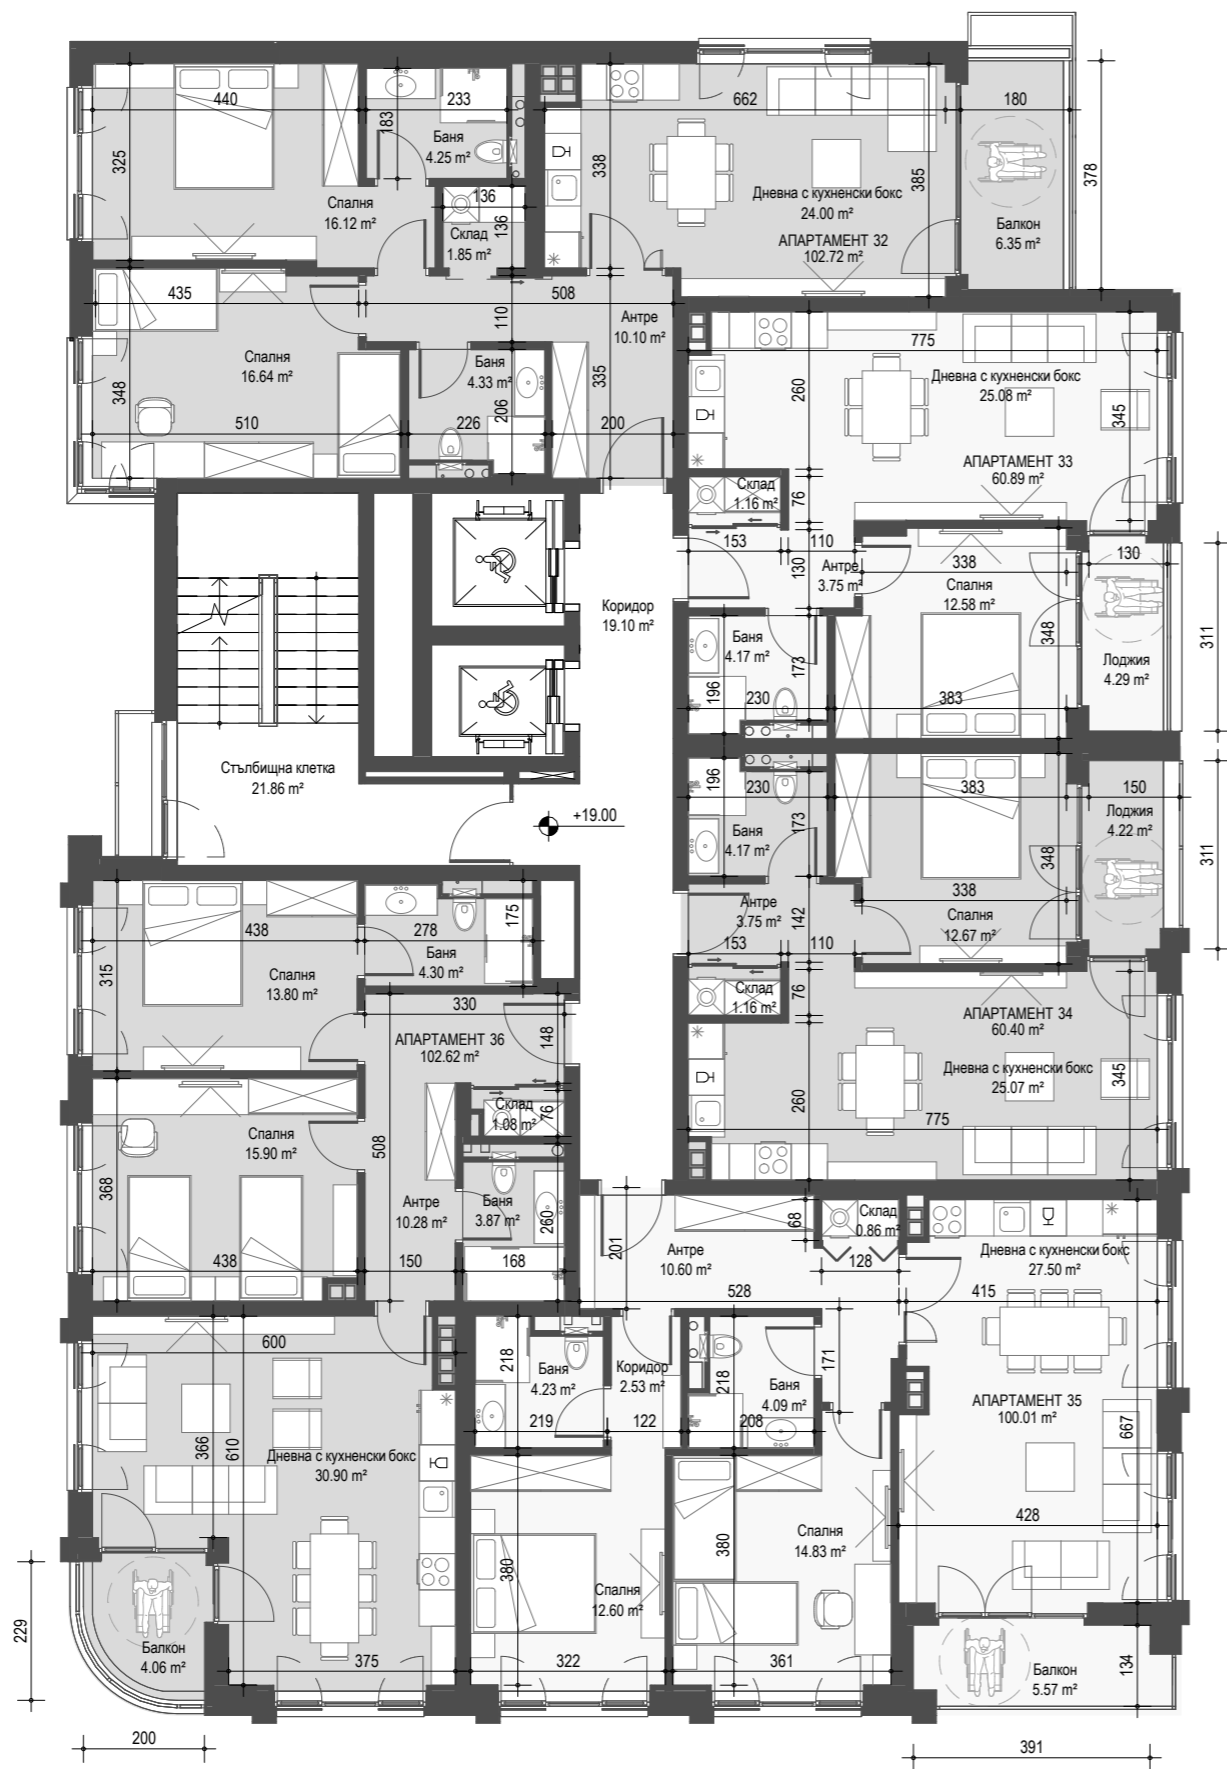 440
233
183
325
Баня
4.25 m²
Спалня
16.12 m²
136
136
Склад
1.85 m²
662
338
385
Дневна с кухненски бокс
24.00 m²
АПАРТАМЕНТ 32
102.72 m²
180
378
Балкон
6.35 m²
435
508
110
Антре
10.10 m²
Спалня
16.64 m²
348
510
Баня
4.33 m²
206
226
335
200
775
260
Дневна с кухненски бокс
25.08 m²
345
АПАРТАМЕНТ 33
60.89 m²
Склад
1.16 m²
76
153
110
130
Антре
3.75 m²
338
Спалня
12.58 m²
348
130
311
Коридор
19.10 m²
Баня
4.17 m²
173
196
230
383
Лоджия
4.29 m²
Стълбищна клетка
21.86 m²
+19.00
196
230
173
Баня
4.17 m²
383
348
338
150
Лоджия
4.22 m²
311
Антре
3.75 m²
142
153
110
Спалня
12.67 m²
Склад
1.16 m²
76
АПАРТАМЕНТ 34
60.40 m²
Дневна с кухненски бокс
25.07 m²
345
260
775
438
278
175
315
Баня
4.30 m²
Спалня
13.80 m²
330
АПАРТАМЕНТ 36
102.62 m²
148
Склад
1.08 m²
76
Спалня
15.90 m²
508
368
Антре
10.28 m²
Баня
3.87 m²
260
438
150
168
201
Антре
10.60 m²
68
Склад
0.86 m²
128
528
Дневна с кухненски бокс
27.50 m²
415
600
218
Баня
4.23 m²
Коридор
2.53 m²
218
Баня
4.09 m²
171
219
122
208
АПАРТАМЕНТ 35
100.01 m²
667
366
610
Дневна с кухненски бокс
30.90 m²
428
380
380
Спалня
14.83 m²
Спалня
12.60 m²
229
Балкон
4.06 m²
375
322
361
Балкон
5.57 m²
134
200
391